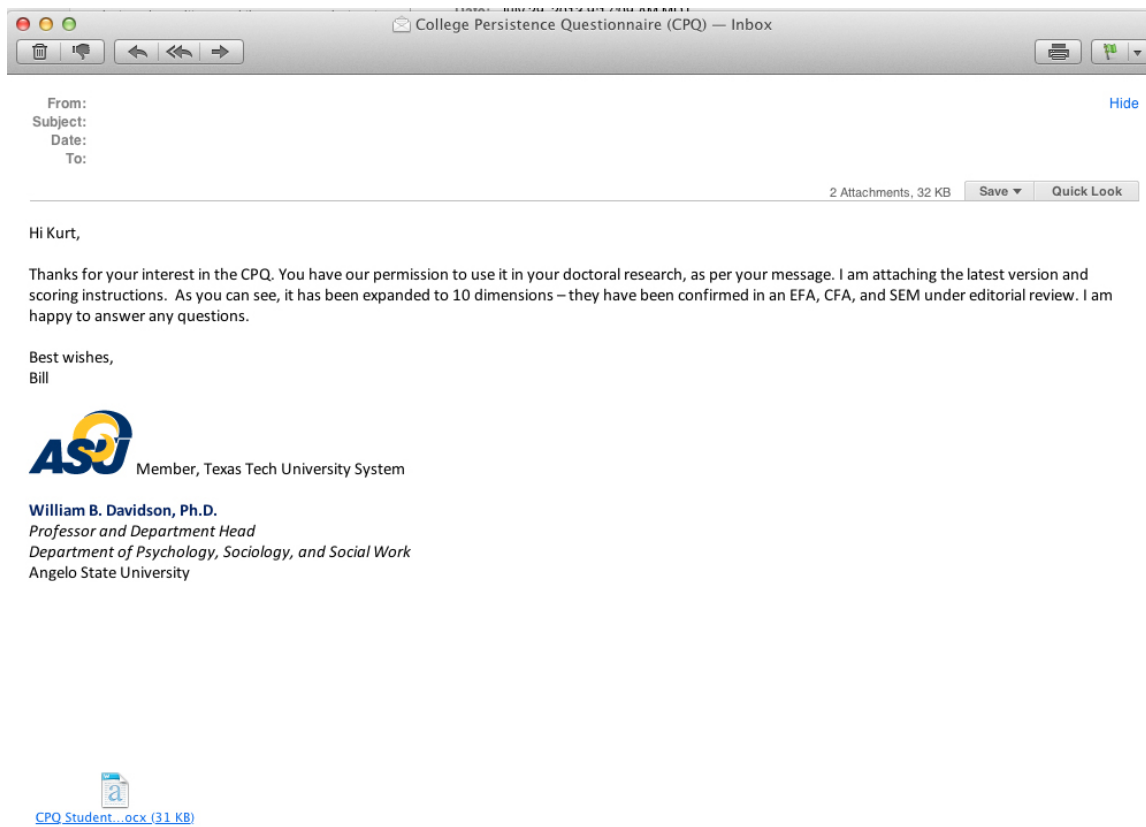 College Persistence Questionnaire (CPQ) — Inbox
From:
Hide
Subject:
Date:
To:
2 Attachments, 32 KB Save Quick Look
Hi Kurt,
Thanks for your interest in the CPQ. You have our permission to use it in your doctoral research, as per your message. I am attaching the latest version and
scoring instructions. As you can see, it has been expanded to 10 dimensions – they have been confirmed in an EFA, CFA, and SEM under editorial review. I am
happy to answer any questions.
Best wishes,
Bill
ASU Member, Texas Tech University System
William B. Davidson, Ph.D.
Professor and Department Head
Department of Psychology, Sociology, and Social Work
Angelo State University
a
CPQ Student...ocx (31 KB)